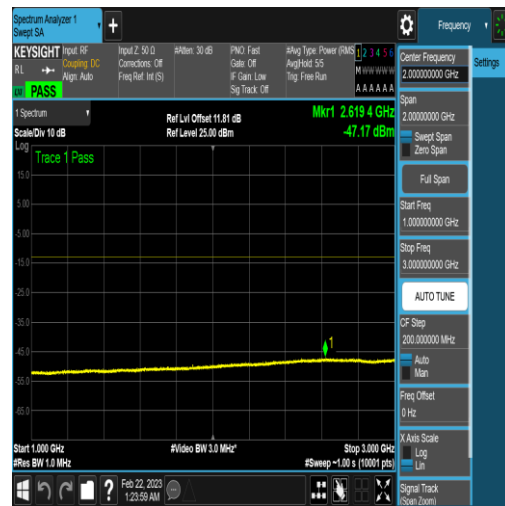 Spectrum Analyzer 1
Swept SA
+
Frequency
KEYSIGHT
RL
PASS
Input: RF
Coupling: DC
Align: Auto
Input Z: 50 Ω
Corrections: Off
Freq Ref: Int (S)
#Atten: 30 dB
PNO: Fast
Gate: Off
IF Gain: Low
Sig Track: Off
#Avg Type: Power (RMS
Avg|Hold: 5/5
Trig: Free Run
1 2 3 4 5 6
M W W W W W
A A A A A A
1 Spectrum
Scale/Div 10 dB
Ref Lvl Offset 11.81 dB
Ref Level 25.00 dBm
Mkr1 2.619 4 GHz
-47.17 dBm
Log
Trace 1 Pass
15.0
5.00
-5.00
-15.0
-25.0
-35.0
-45.0
-55.0
-65.0
1
Start 1.000 GHz
#Res BW 1.0 MHz
#Video BW 3.0 MHz*
Stop 3.000 GHz
#Sweep ~1.00 s (10001 pts)
Feb 22, 2023
1:23:59 AM
?
Center Frequency
2.000000000 GHz
Settings
Span
2.00000000 GHz
Swept Span
Zero Span
Full Span
Start Freq
1.000000000 GHz
Stop Freq
3.000000000 GHz
AUTO TUNE
CF Step
200.000000 MHz
Auto
Man
Freq Offset
0 Hz
X Axis Scale
Log
Lin
Signal Track
(Span Zoom)